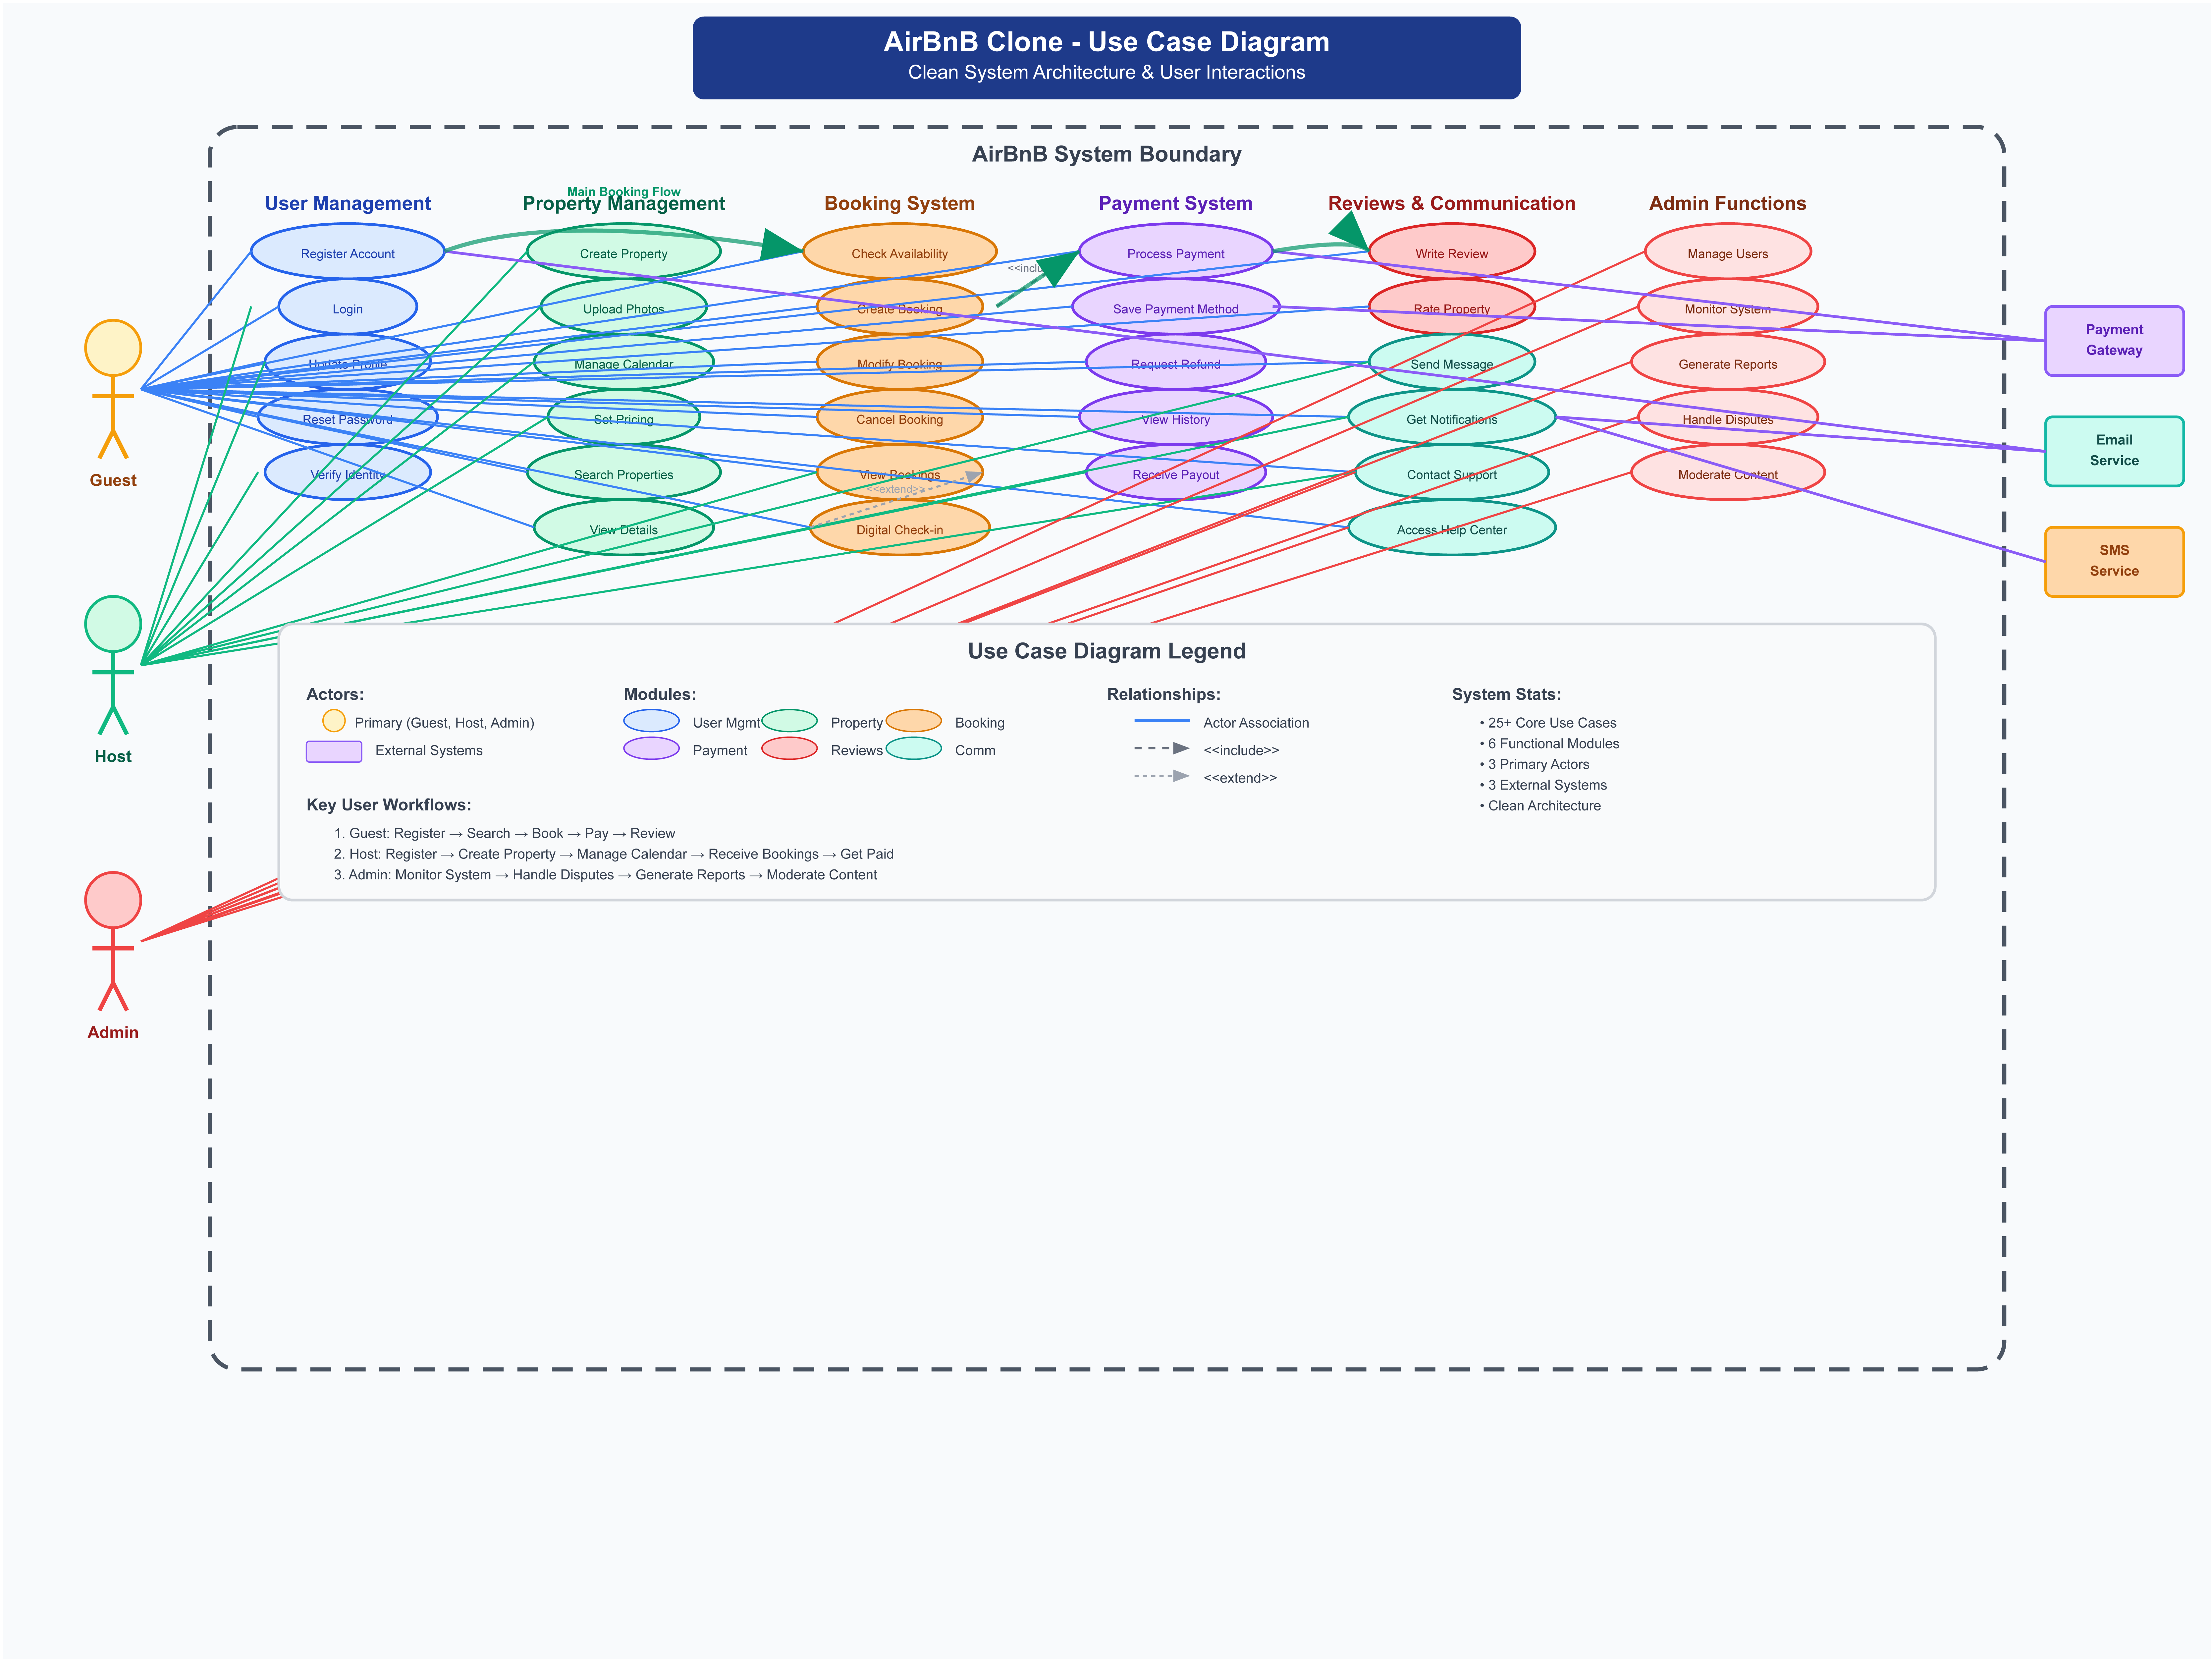 AirBnB Clone - Use Case Diagram
Clean System Architecture & User Interactions
AirBnB System Boundary
Main Booking Flow
User Management
Property Management
Booking System
Payment System
Reviews & Communication
Admin Functions
Register Account
Create Property
Check Availability
<<inclu
Process Payment
Write Review
Manage Users
Login
Upload Photos
Create Booking
Save Payment Method
Rate Property
Monitor System
Update Profile
Manage Calendar
Modify Booking
Request Refund
Send Message
Generate Reports
Reset Password
Set Pricing
Cancel Booking
View History
Get Notifications
Handle Disputes
Verify Identity
Search Properties
View Bookings
<<extend>>
Receive Payout
Contact Support
Moderate Content
View Details
Digital Check-in
Access Help Center
Guest
Host
Admin
Payment
Gateway
Email
Service
SMS
Service
Use Case Diagram Legend
Actors:
Primary (Guest, Host, Admin)
External Systems
Modules:
User Mgmt
Property
Booking
Payment
Reviews
Comm
Relationships:
Actor Association
<<include>>
<<extend>>
System Stats:
• 25+ Core Use Cases
• 6 Functional Modules
• 3 Primary Actors
• 3 External Systems
• Clean Architecture
Key User Workflows:
1. Guest: Register → Search → Book → Pay → Review
2. Host: Register → Create Property → Manage Calendar → Receive Bookings → Get Paid
3. Admin: Monitor System → Handle Disputes → Generate Reports → Moderate Content